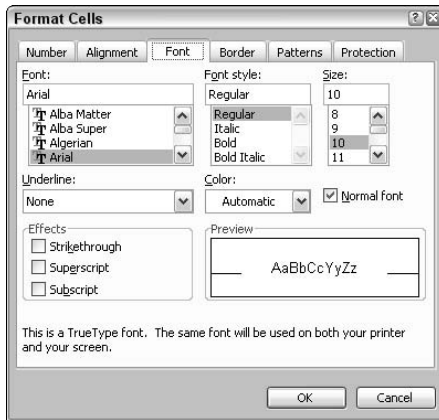 Format Cells
Number Alignment Font Border Patterns Protection
Font: Font style: Size:
Arial Regular 10
Alba Matter Regular 8
Alba Super Italic 9
Algerian Bold 10
Arial Bold Italic 11
Underline: Color:
None Automatic Normal font
Effects Preview
Strikethrough
Superscript AaBbCcYyZz
Subscript
This is a TrueType font. The same font will be used on both your printer
and your screen.
OK Cancel